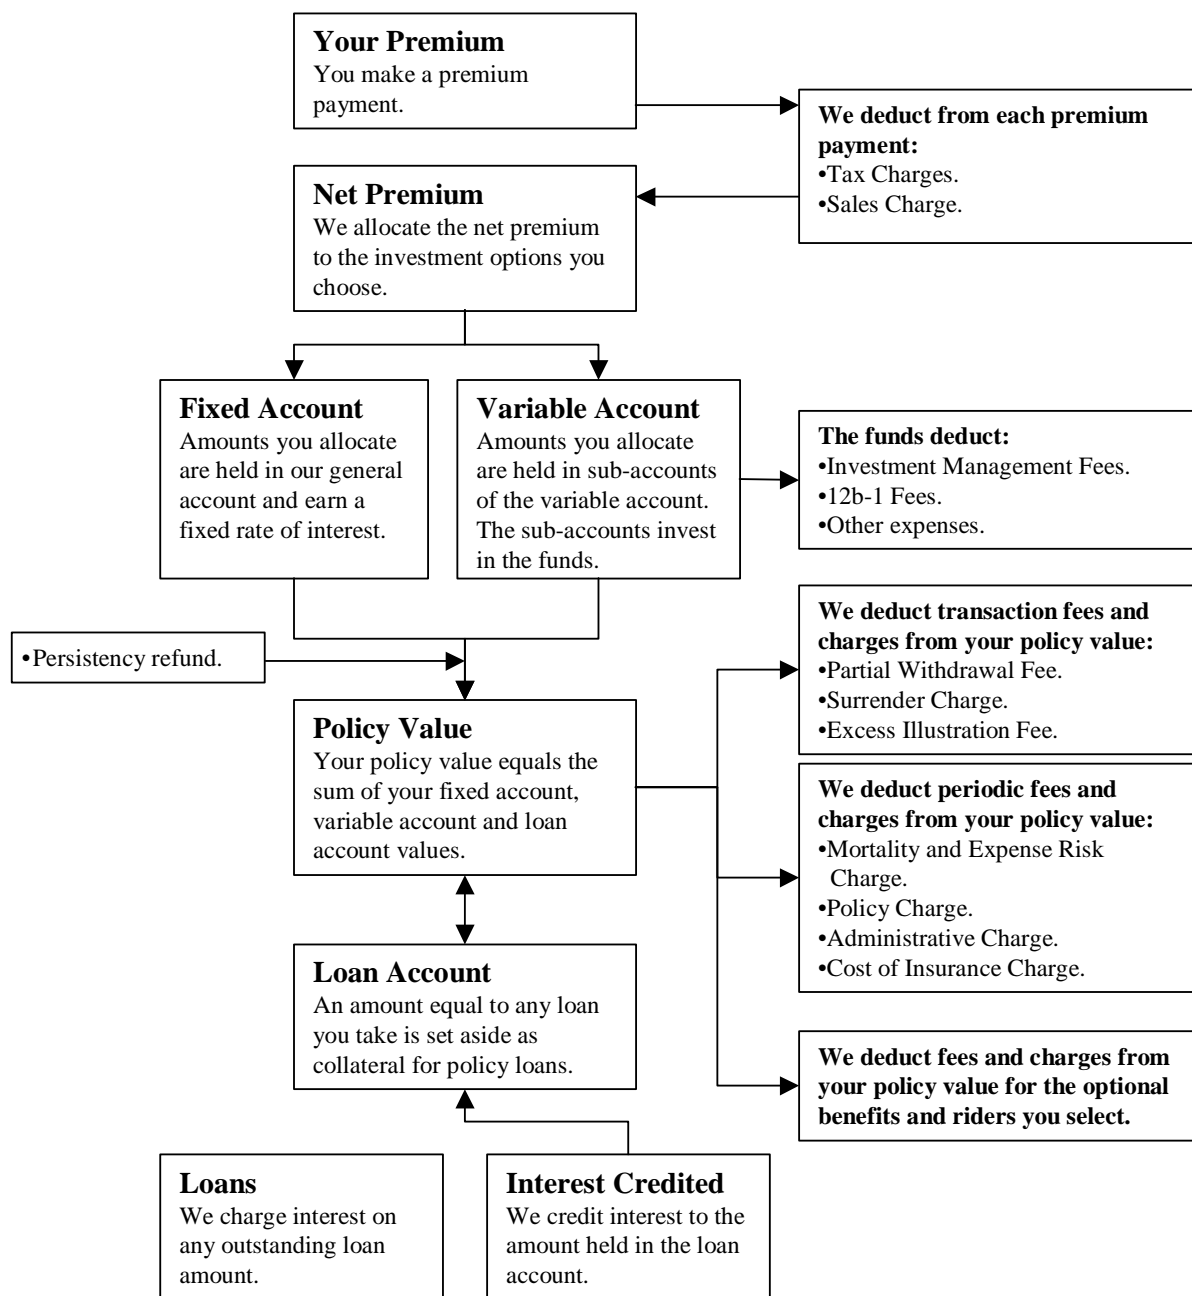 Your Premium
You make a premium
payment.
We deduct from each premium
payment:
•Tax Charges.
•Sales Charge.
Net Premium
We allocate the net premium
to the investment options you
choose.
Fixed Account
Amounts you allocate
are held in our general
account and earn a
fixed rate of interest.
Variable Account
Amounts you allocate
are held in sub-accounts
of the variable account.
The sub-accounts invest
in the funds.
The funds deduct:
•Investment Management Fees.
•12b-1 Fees.
•Other expenses.
•Persistency refund.
We deduct transaction fees and
charges from your policy value:
•Partial Withdrawal Fee.
•Surrender Charge.
•Excess Illustration Fee.
Policy Value
Your policy value equals the
sum of your fixed account,
variable account and loan
account values.
We deduct periodic fees and
charges from your policy value:
•Mortality and Expense Risk
Charge.
•Policy Charge.
•Administrative Charge.
•Cost of Insurance Charge.
Loan Account
An amount equal to any loan
you take is set aside as
collateral for policy loans.
We deduct fees and charges from
your policy value for the optional
benefits and riders you select.
Loans
We charge interest on
any outstanding loan
amount.
Interest Credited
We credit interest to the
amount held in the loan
account.